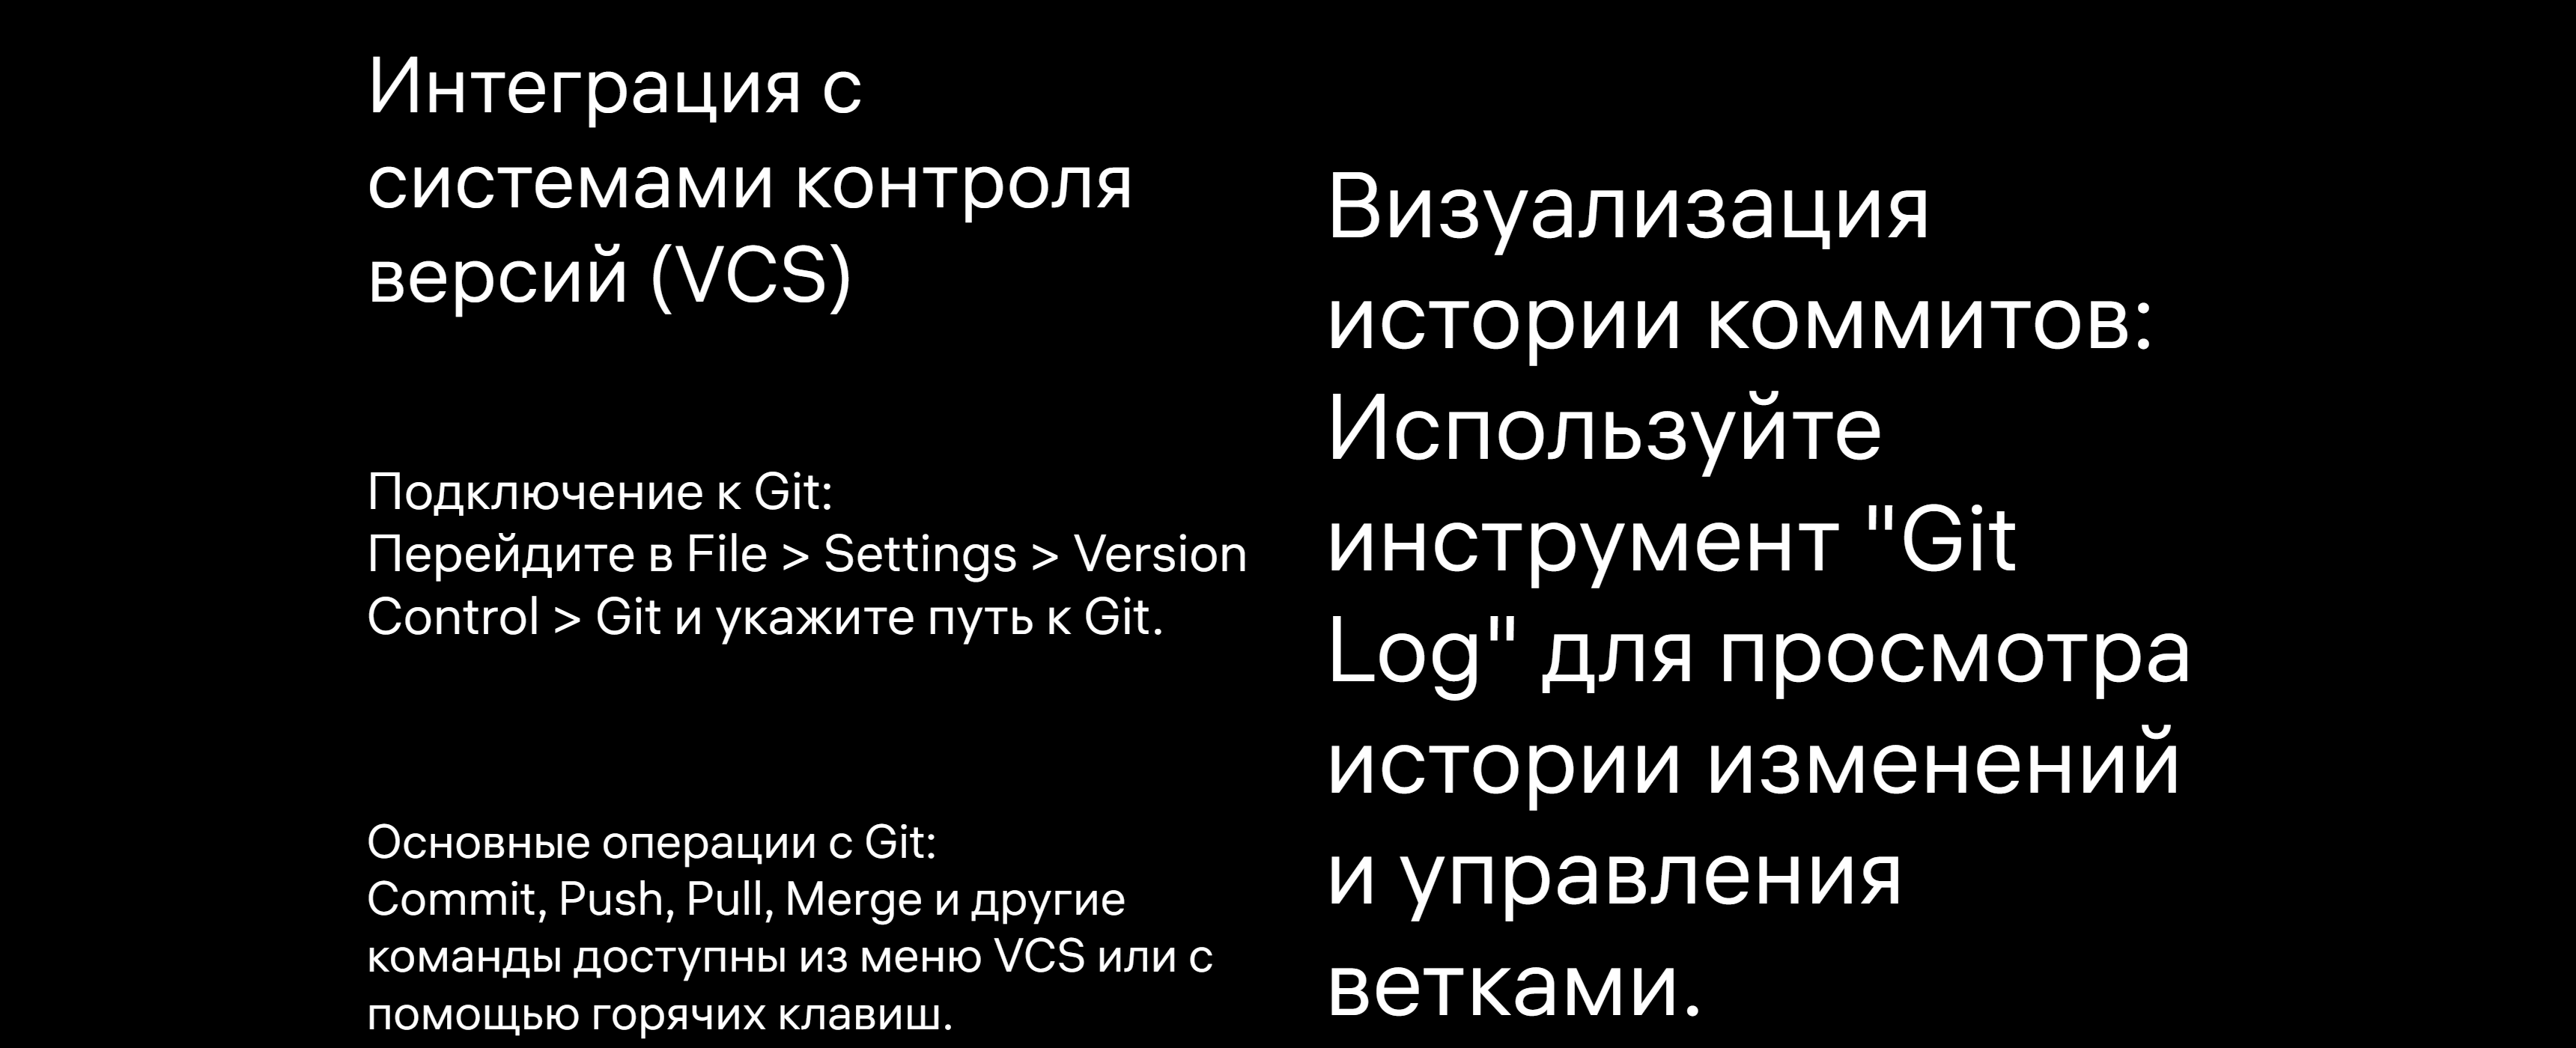 Интеграция с
системами контроля
версий (VCS)
Подключение к Git:
Перейдите в File > Settings > Version
Control > Git и укажите путь к Git.
Основные операции с Git:
Commit, Push, Pull, Merge и другие
команды доступны из меню VCS или с
помощью горячих клавиш.
Визуализация
истории коммитов:
Используйте
инструмент "Git
Log" для просмотра
истории изменений
и управления
ветками.